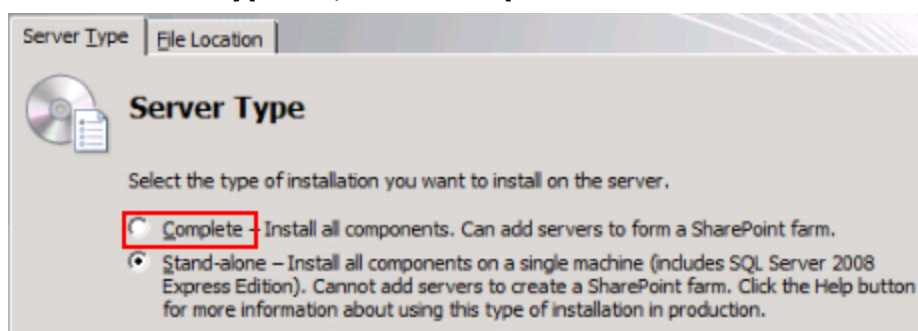 Server Type File Location
Server Type
Select the type of installation you want to install on the server.
Complete – Install all components. Can add servers to form a SharePoint farm.
Stand-alone – Install all components on a single machine (includes SQL Server 2008
Express Edition). Cannot add servers to create a SharePoint farm. Click the Help button
for more information about using this type of installation in production.